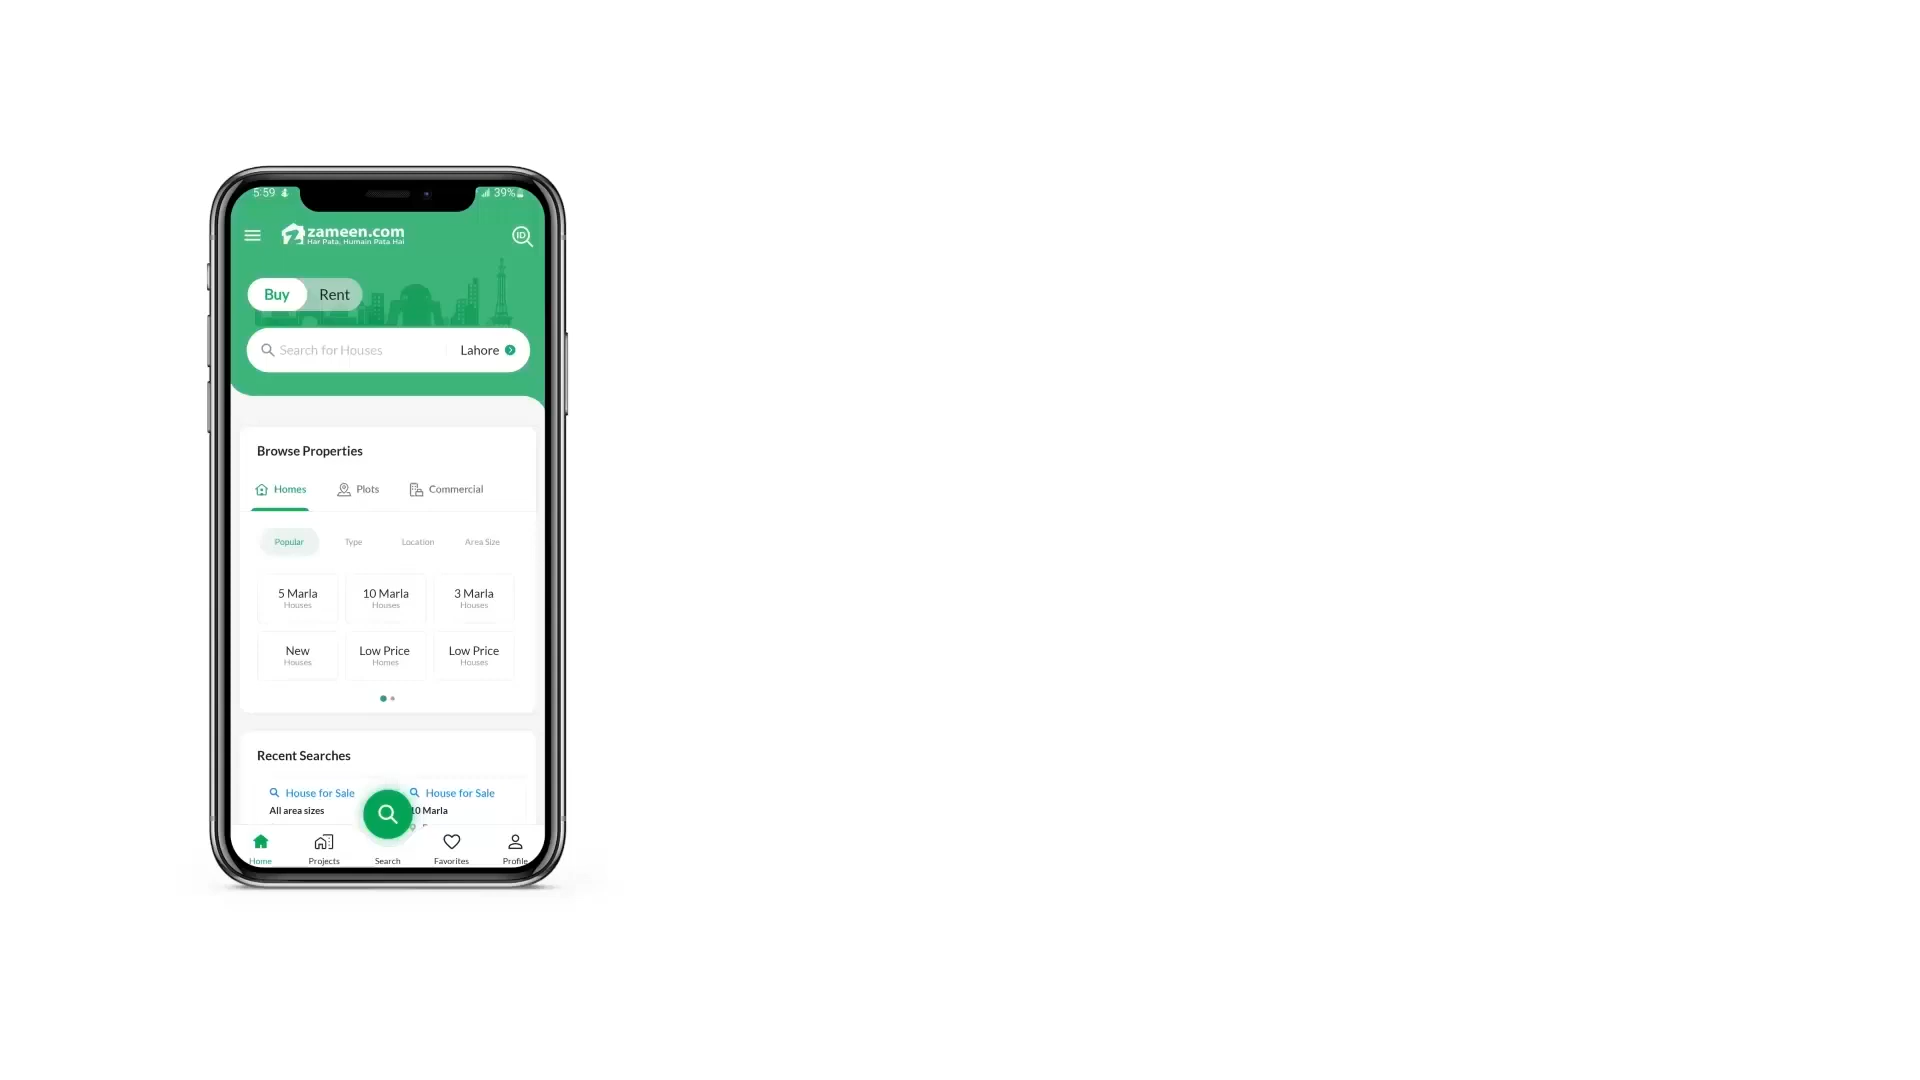 5:59 39%
zameen.com
Har Pata, Humain Pata Hai
ID
Buy Rent
Search for Houses Lahore
Browse Properties
Homes Plots Commercial
Popular Type Location Area Size
5 Marla 10 Marla 3 Marla
Houses Houses Houses
New Low Price Low Price
Houses Homes Houses
Recent Searches
House for Sale House for Sale
All area sizes 10 Marla
Home Projects Search Favorites Profile